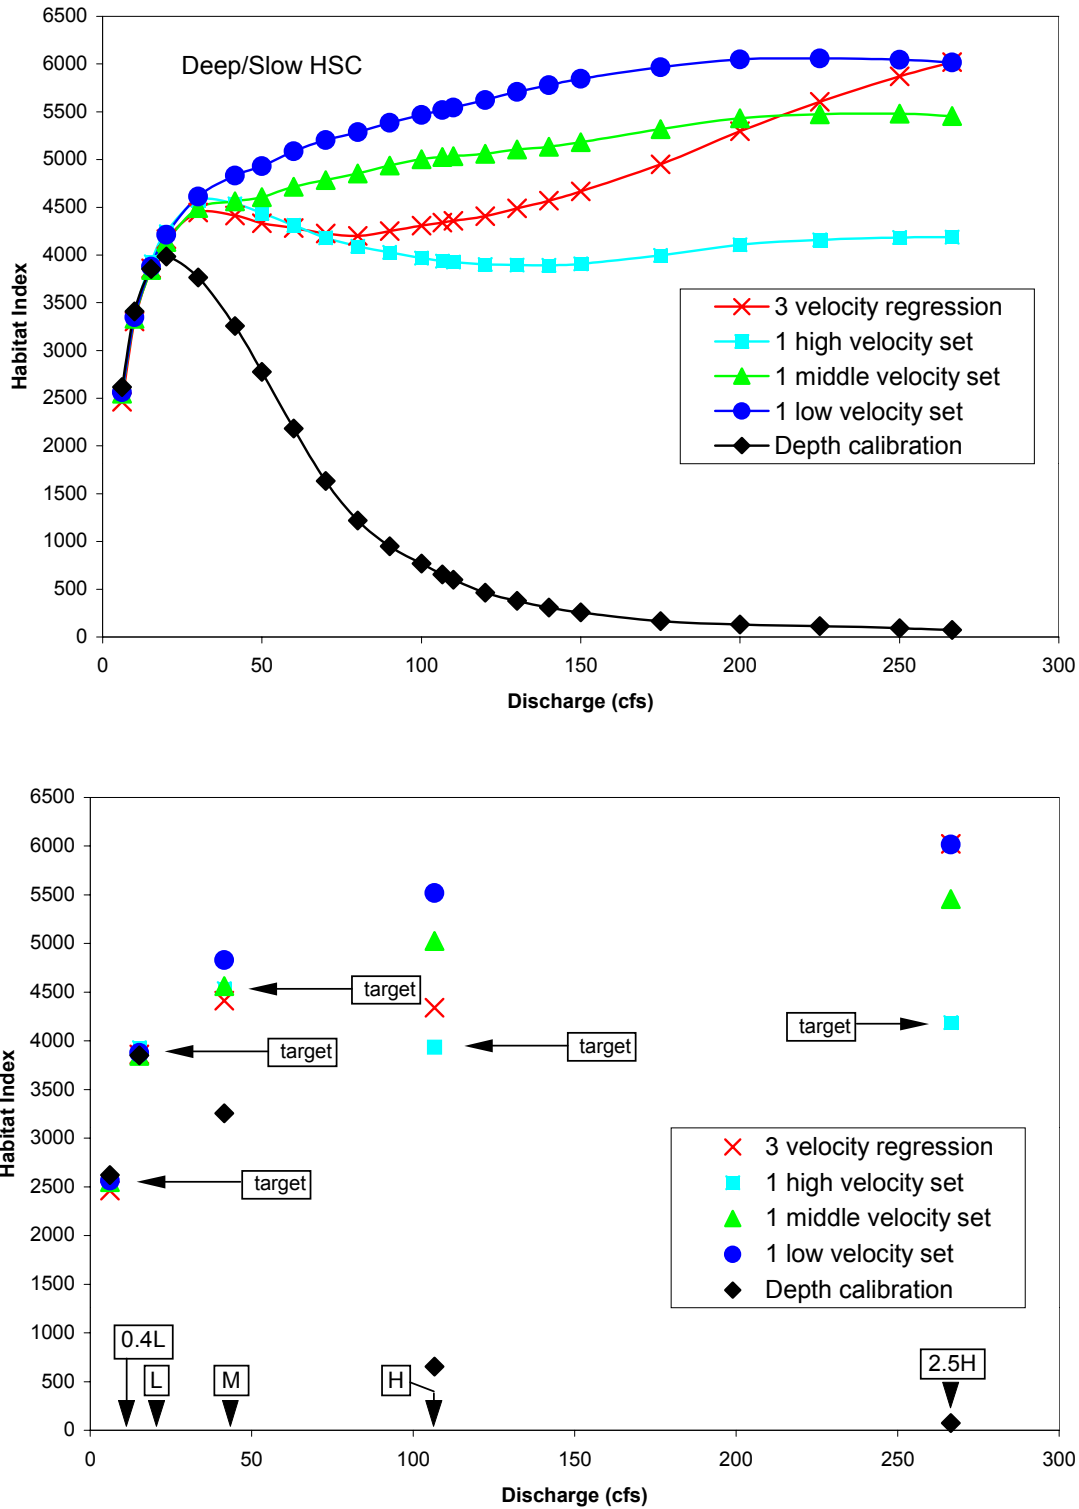 6500
6000
5500
5000
4500
4000
3500
3000
2500
2000
1500
1000
500
0
Habitat Index
Deep/Slow HSC
3 velocity regression
1 high velocity set
1 middle velocity set
1 low velocity set
Depth calibration
0 50 100 150 200 250 300
Discharge (cfs)
6500
6000
5500
5000
4500
4000
3500
3000
2500
2000
1500
1000
500
0
Habitat Index
target
target
target
target
target
3 velocity regression
1 high velocity set
1 middle velocity set
1 low velocity set
Depth calibration
0.4L
L
M
H
2.5H
0 50 100 150 200 250 300
Discharge (cfs)